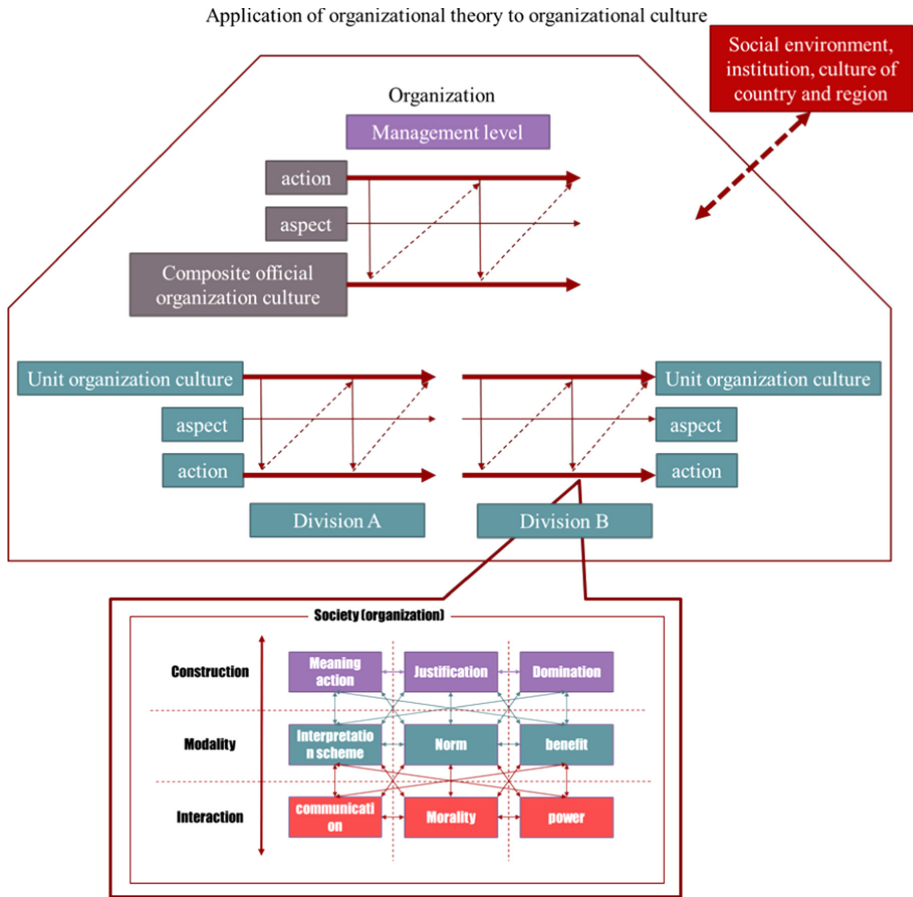 Application of organizational theory to organizational culture
Social environment,
institution, culture of
country and region
Organization
Management level
action
aspect
Composite official
organization culture
Unit organization culture
Unit organization culture
aspect
aspect
action
action
Division A
Division B
Society (organization)
Construction
Meaning
action
Justification
Domination
Modality
Interpretatio
n scheme
Norm
benefit
Interaction
communicati
on
Morality
power